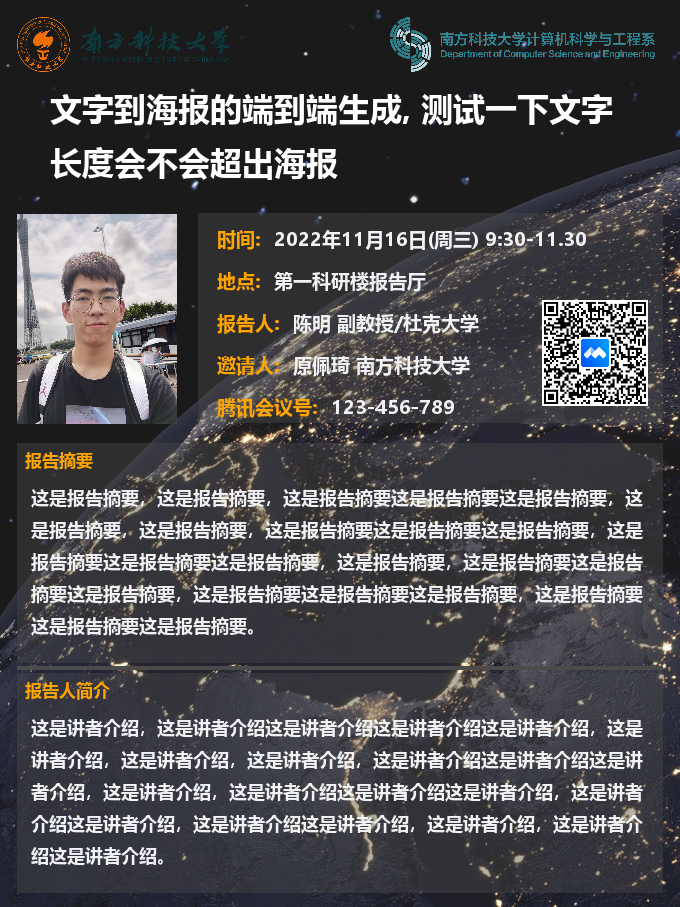 南方科技大学
南方科技大学计算机科学与工程系
Department of Computer Science and Engineering
文字到海报的端到端生成, 测试一下文字
长度会不会超出海报
时间: 2022年11月16日(周三) 9:30-11.30
地点: 第一科研楼报告厅
报告人: 陈明 副教授/杜克大学
邀请人: 原佩琦 南方科技大学
腾讯会议号: 123-456-789
报告摘要
这是报告摘要，这是报告摘要，这是报告摘要这是报告摘要这是报告摘要，这
是报告摘要，这是报告摘要，这是报告摘要这是报告摘要这是报告摘要，这是
报告摘要这是报告摘要这是报告摘要，这是报告摘要，这是报告摘要这是报告
摘要这是报告摘要，这是报告摘要这是报告摘要这是报告摘要，这是报告摘要
这是报告摘要这是报告摘要。
报告人简介
这是讲者介绍，这是讲者介绍这是讲者介绍这是讲者介绍这是讲者介绍，这是
讲者介绍，这是讲者介绍，这是讲者介绍，这是讲者介绍这是讲者介绍这是讲
者介绍，这是讲者介绍，这是讲者介绍这是讲者介绍这是讲者介绍，这是讲者
介绍这是讲者介绍，这是讲者介绍这是讲者介绍，这是讲者介绍，这是讲者介
绍这是讲者介绍。